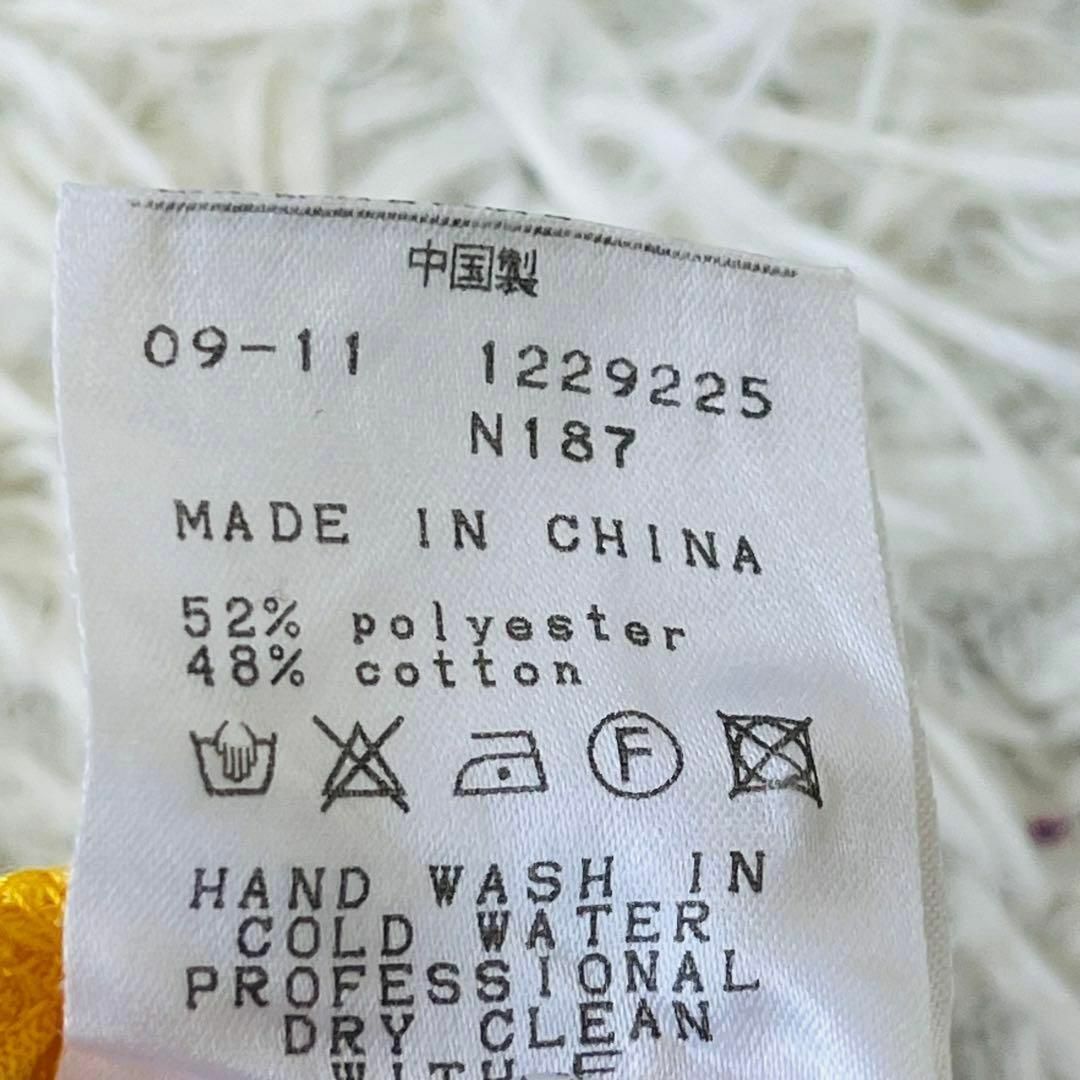 中国製
09-11 1229225
N187
MADE IN CHINA
52% polyester
48% cotton
F
HAND WASH IN
COLD WATER
PROFESSIONAL
DRY CLEAN
WITH F